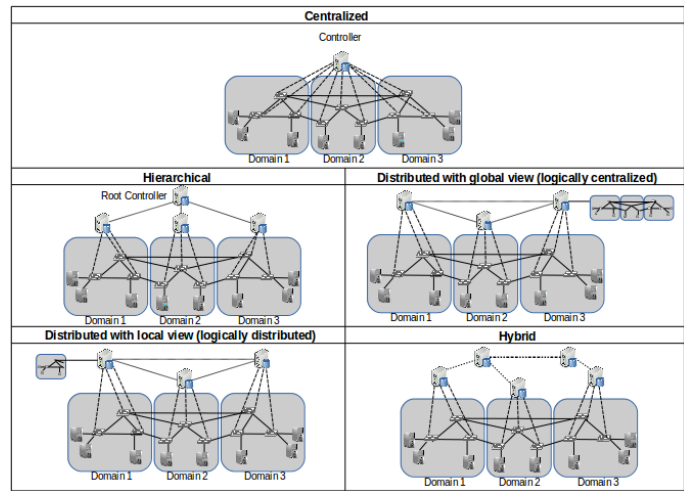 Centralized
Controller
Domain 1 Domain 2 Domain 3
Hierarchical
Root Controller
Domain 1 Domain 2 Domain 3
Distributed with global view (logically centralized)
Domain 1 Domain 2 Domain 3
Distributed with local view (logically distributed)
Domain 1 Domain 2 Domain 3
Hybrid
Domain 1 Domain 2 Domain 3